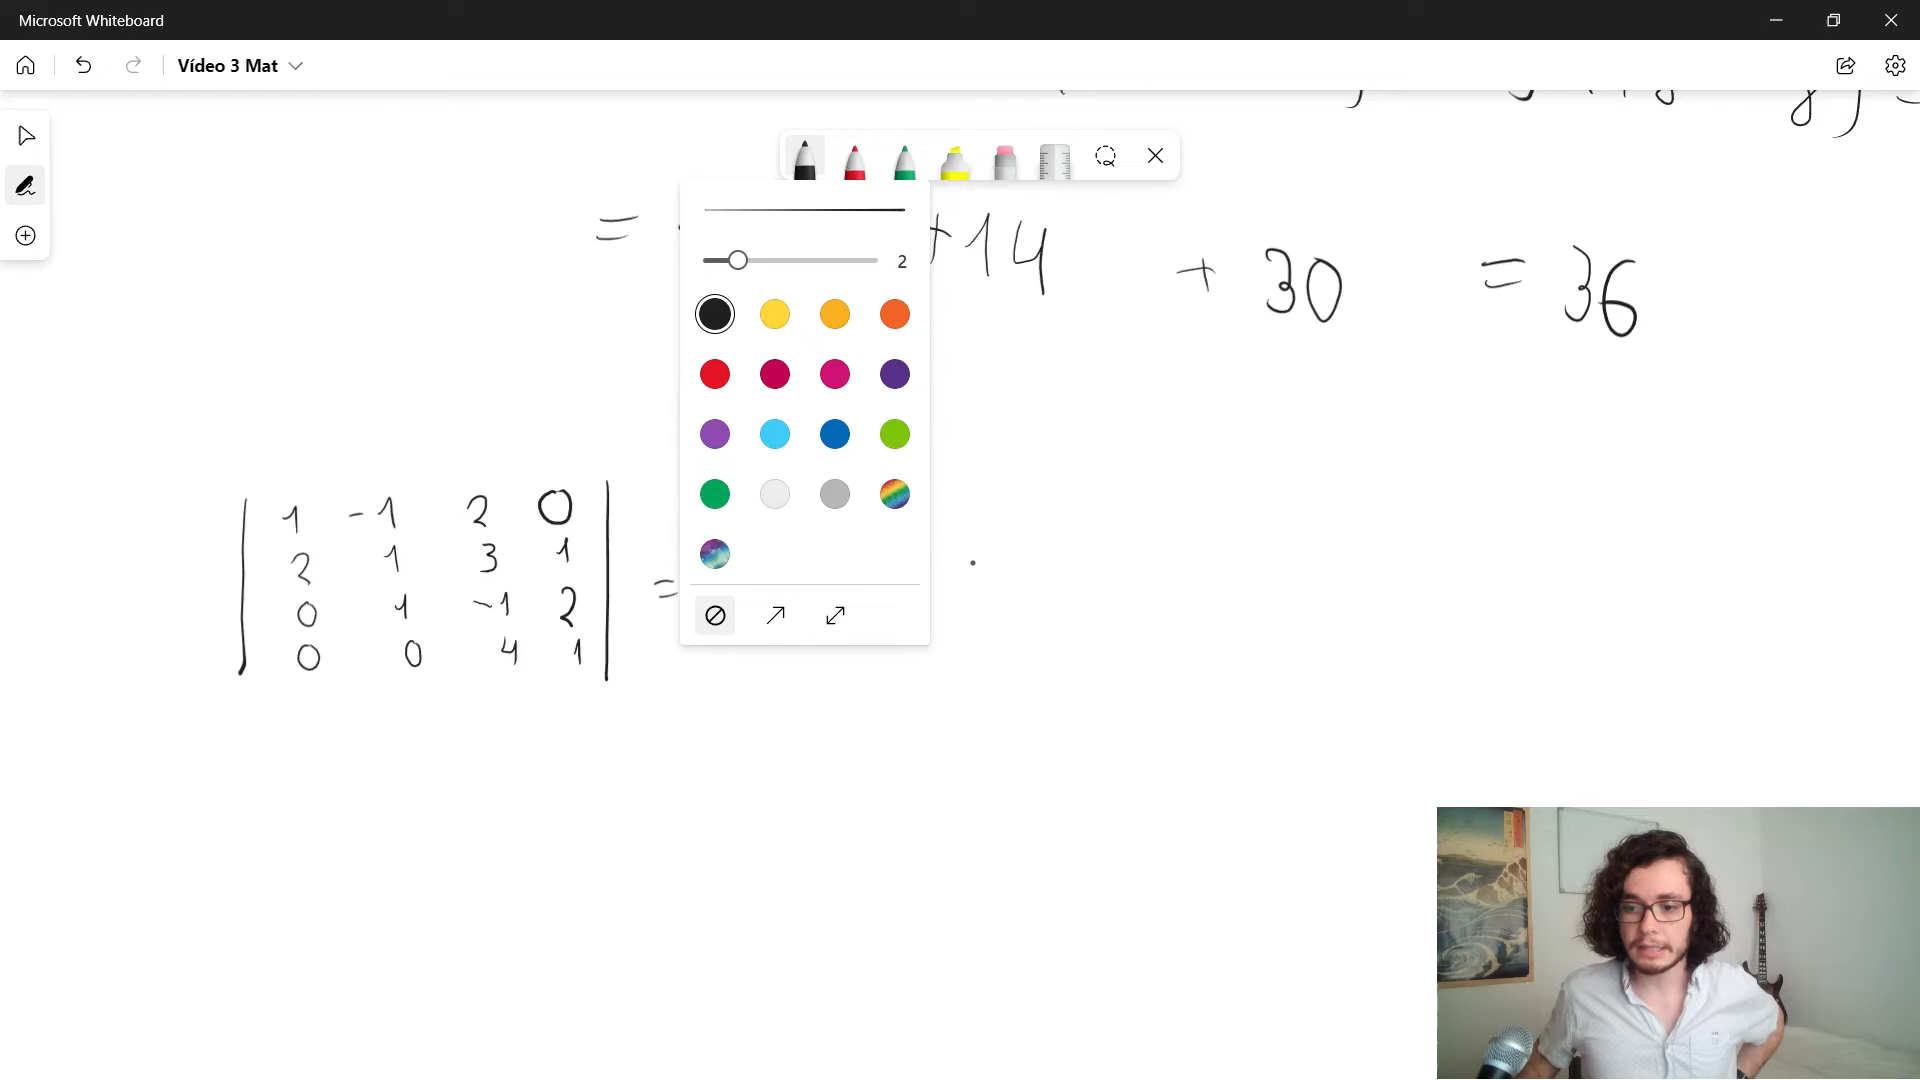 Microsoft Whiteboard
Vídeo 3 Mat
= +14 + 30 = 36
2
1 -1 2 0
2 1 3 1
0 1 -1 2
0 0 4 1
=